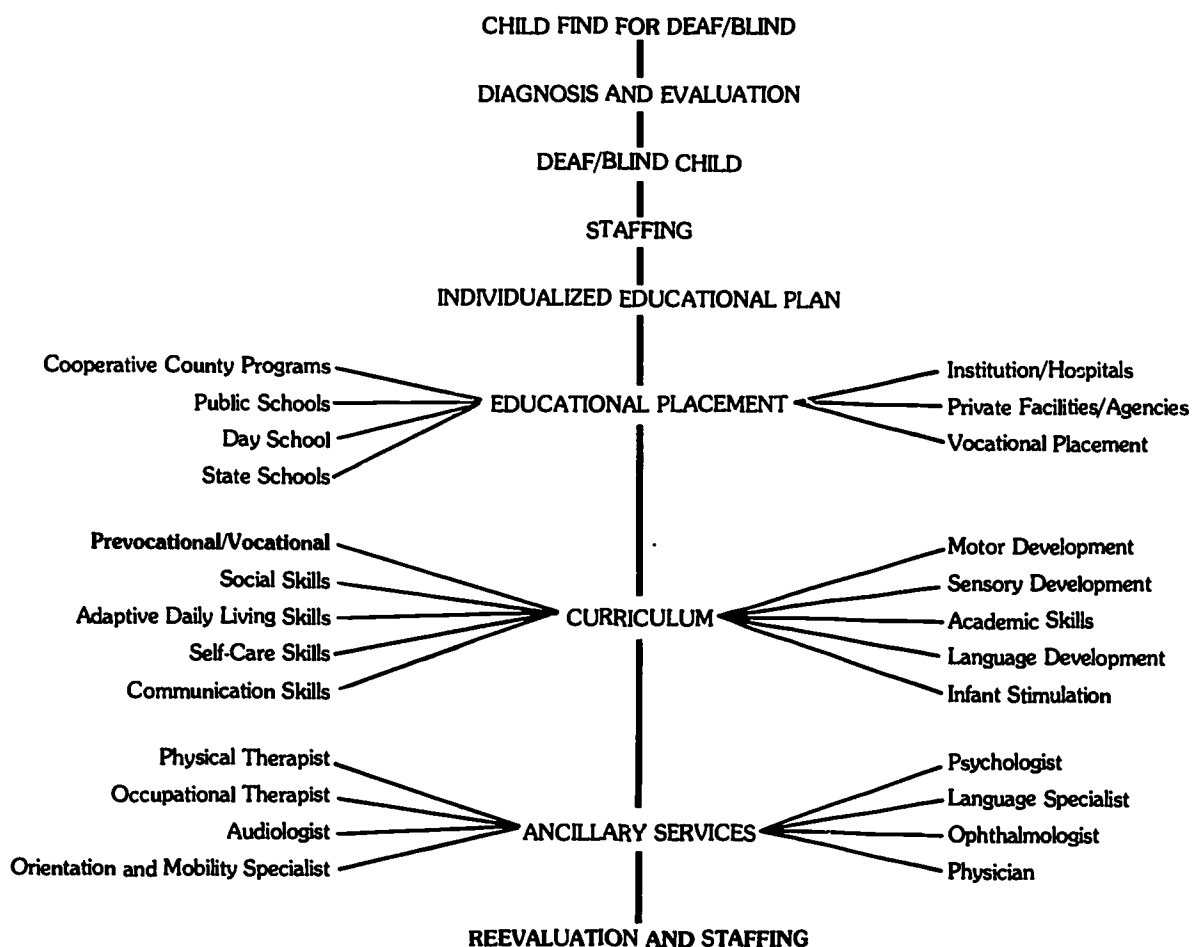 CHILD FIND FOR DEAF/BLIND
DIAGNOSIS AND EVALUATION
DEAF/BLIND CHILD
STAFFING
INDIVIDUALIZED EDUCATIONAL PLAN
Cooperative County Programs
Public Schools
Day School
State Schools
EDUCATIONAL PLACEMENT
Institution/Hospitals
Private Facilities/Agencies
Vocational Placement
Prevocational/Vocational
Social Skills
Adaptive Daily Living Skills
Self-Care Skills
Communication Skills
CURRICULUM
Motor Development
Sensory Development
Academic Skills
Language Development
Infant Stimulation
Physical Therapist
Occupational Therapist
Audiologist
Orientation and Mobility Specialist
ANCILLARY SERVICES
Psychologist
Language Specialist
Ophthalmologist
Physician
REEVALUATION AND STAFFING